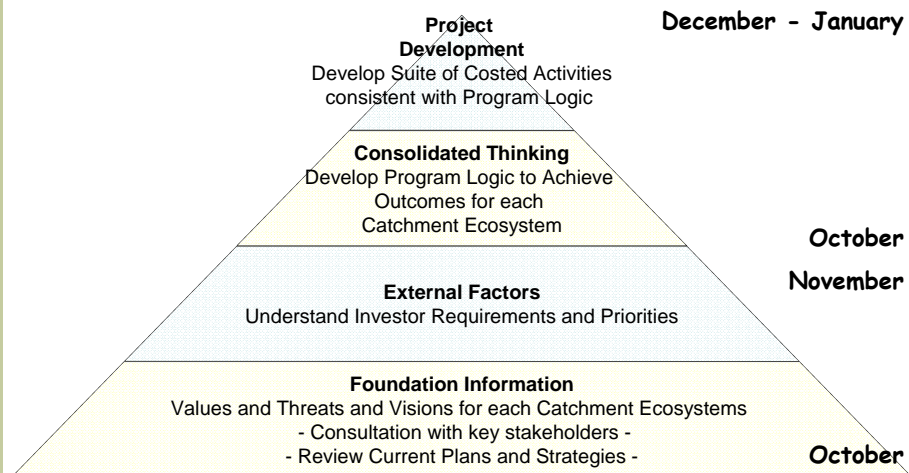 Project
Development
Develop Suite of Costed Activities
consistent with Program Logic
December - January
Consolidated Thinking
Develop Program Logic to Achieve
Outcomes for each
Catchment Ecosystem
October
November
External Factors
Understand Investor Requirements and Priorities
Foundation Information
Values and Threats and Visions for each Catchment Ecosystems
- Consultation with key stakeholders -
- Review Current Plans and Strategies -
October